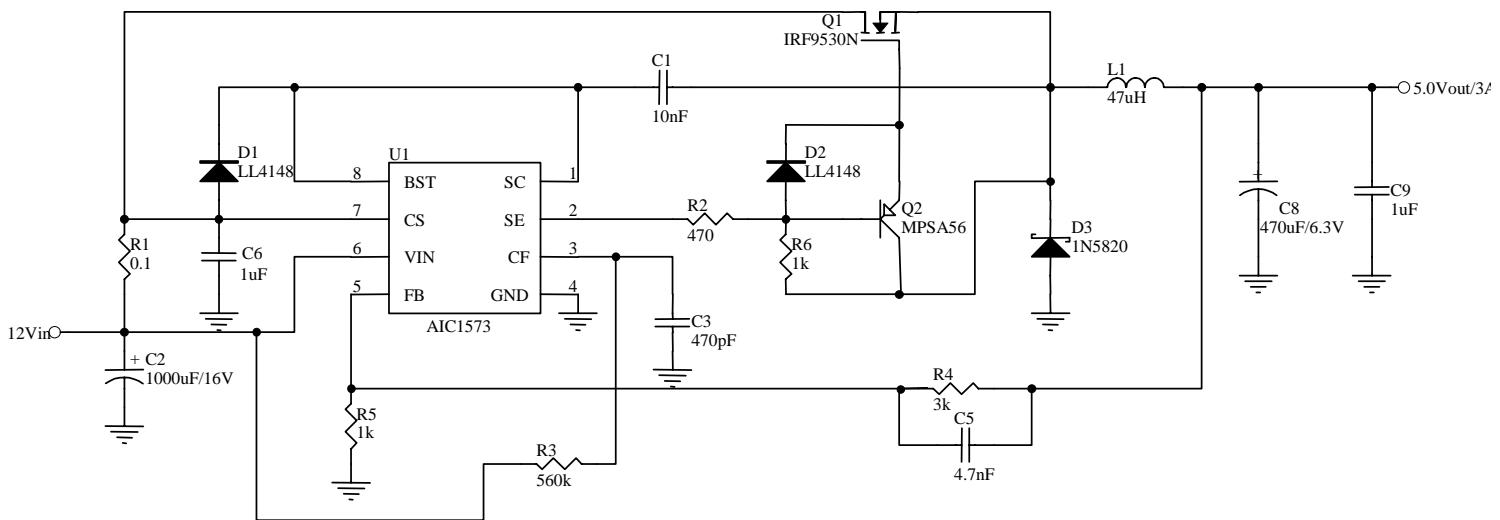 Q1
IRF9530N
C1
10nF
L1
47uH
5.0Vout/3A
D1
LL4148
U1
8
BST
SC
1
7
CS
SE
2
6
VIN
CF
3
5
FB
GND
4
AIC1573
D2
LL4148
R2
470
Q2
MPSA56
R6
1k
D3
1N5820
+
C8
470uF/6.3V
C9
1uF
R1
0.1
C6
1uF
12Vin
+ C2
1000uF/16V
C3
470pF
R4
3k
C5
4.7nF
R5
1k
R3
560k